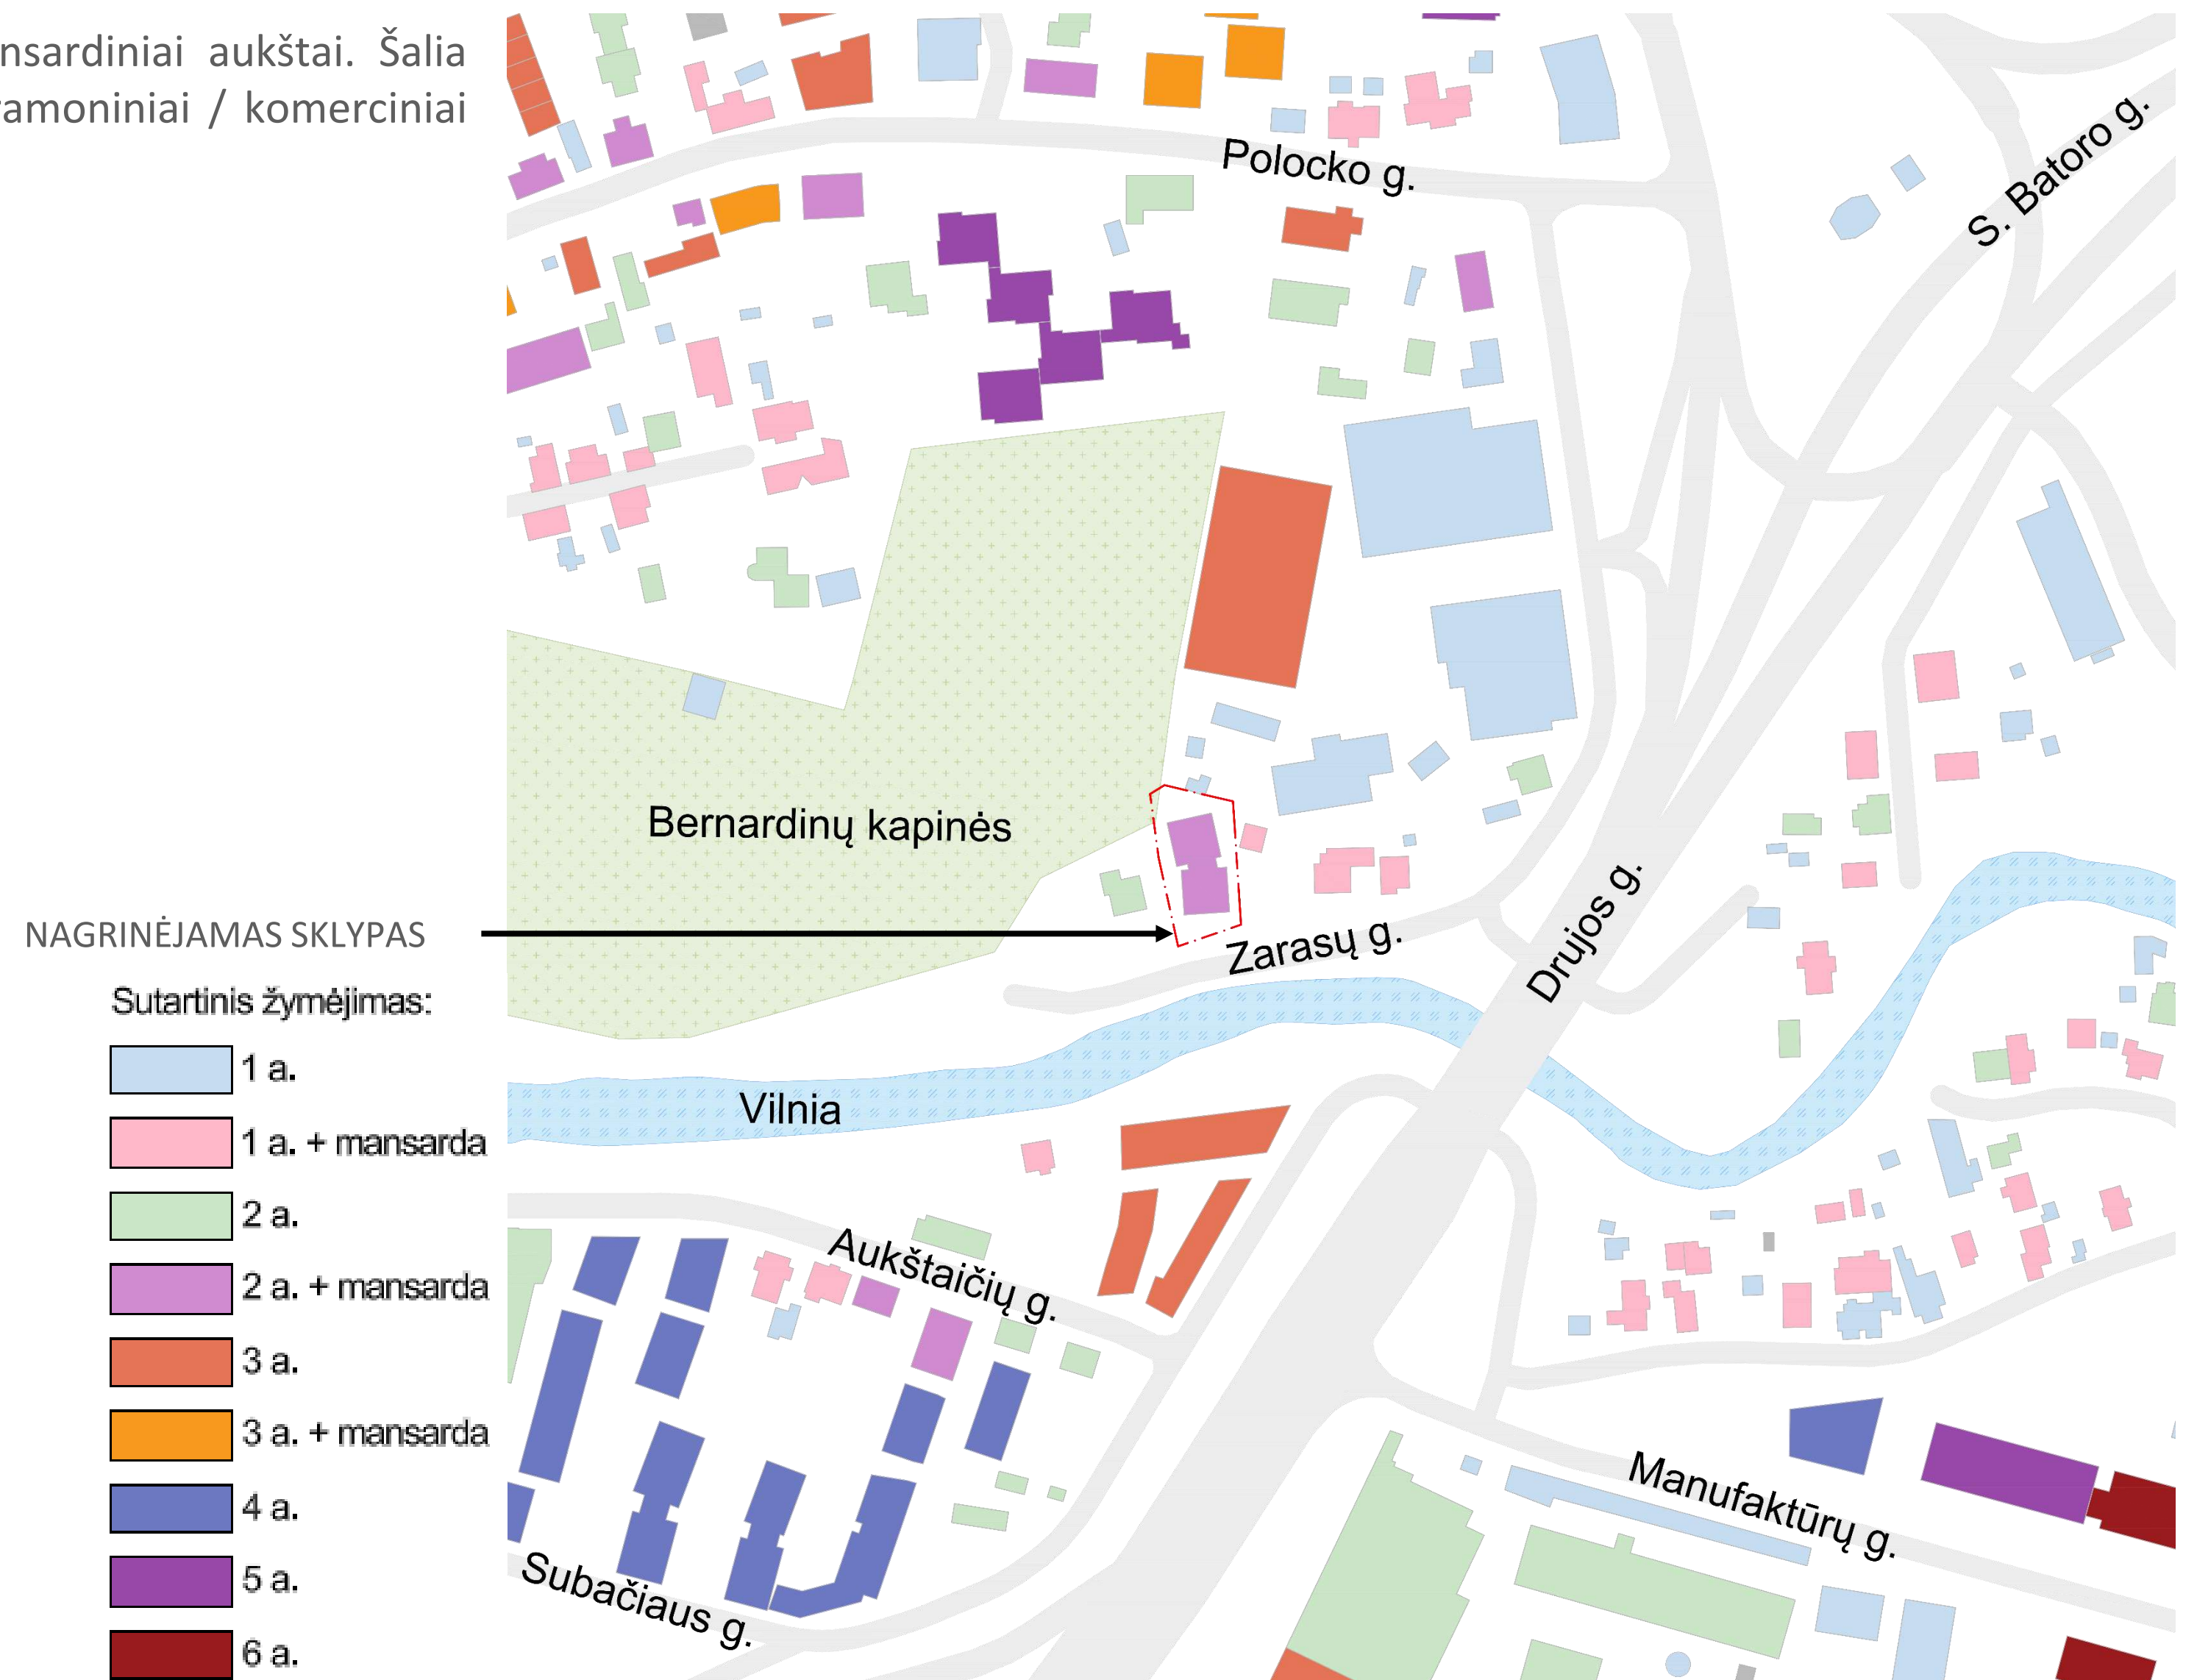 nsardiniai aukštai. Šalia
ramoniniai / komerciniai
Polocko g.
S. Batoro g.
Bernardinų kapinės
NAGRINĖJAMAS SKLYPAS
Zarasų g.
Drujos g.
Sutartinis žymėjimas:
1 a.
1 a. + mansarda
2 a.
2 a. + mansarda
3 a.
3 a. + mansarda
4 a.
5 a.
6 a.
Vilnia
Aukštaičių g.
Manufaktūrų g.
Subačiaus g.